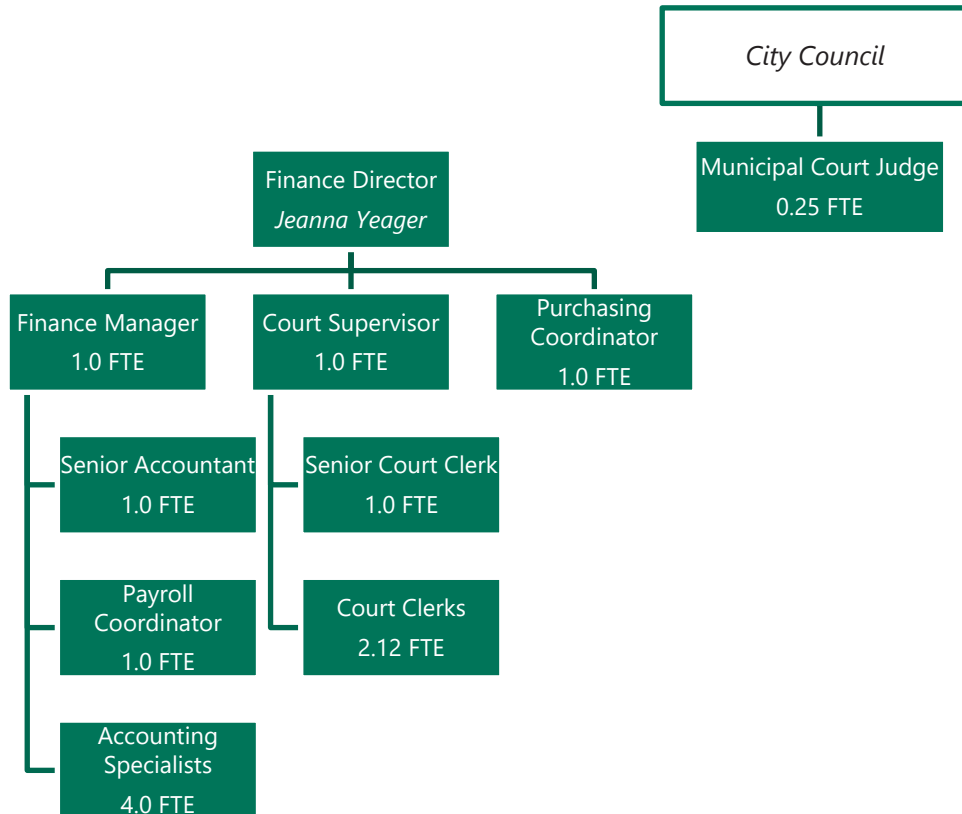 City Council
Municipal Court Judge
0.25 FTE
Finance Director
Jeanna Yeager
Finance Manager
1.0 FTE
Court Supervisor
1.0 FTE
Purchasing
Coordinator
1.0 FTE
Senior Accountant
1.0 FTE
Senior Court Clerk
1.0 FTE
Payroll
Coordinator
1.0 FTE
Court Clerks
2.12 FTE
Accounting
Specialists
4.0 FTE